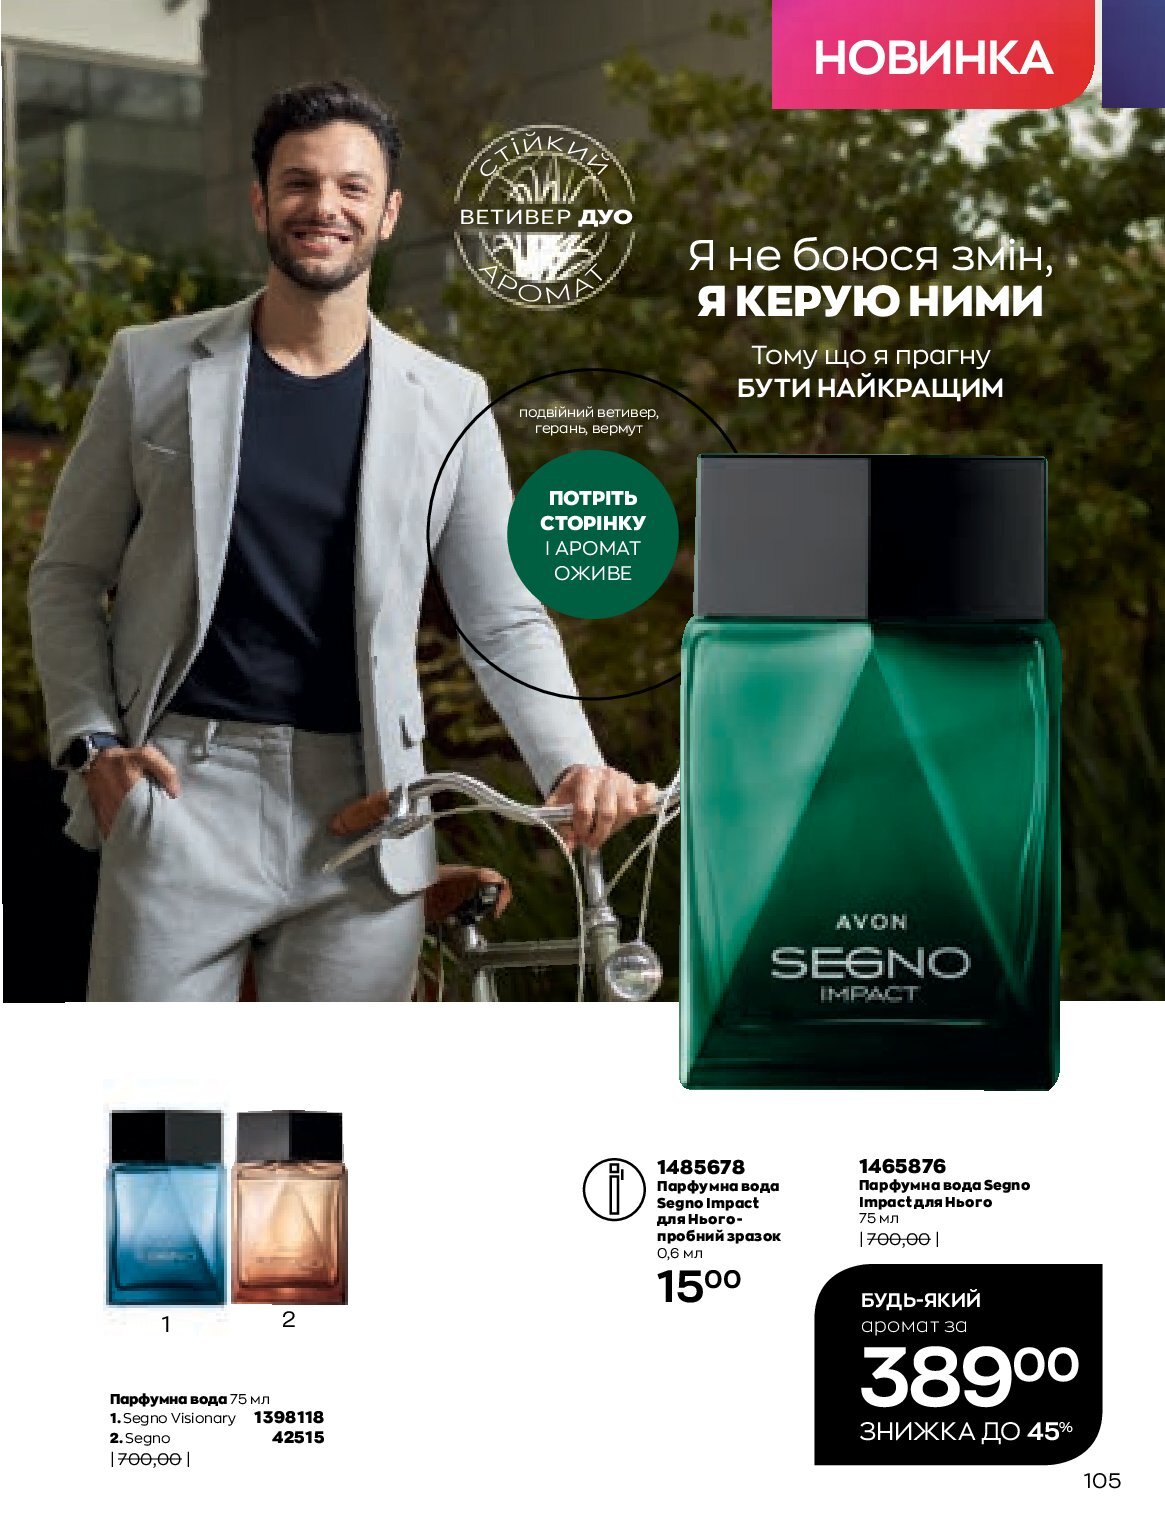 НОВИНКА
СТІЙКИЙ
ВЕТИВЕР ДУО
АРОМАТ
Я не боюся змін,
Я КЕРУЮ НИМИ
Тому що я прагну
БУТИ НАЙКРАЩИМ
подвійний ветивер,
герань, вермут
ПОТРІТЬ
СТОРІНКУ
І АРОМАТ
ОЖИВЕ
AVON
SEGNO
IMPACT
SEGNO
1
2
Парфумна вода 75 мл
1. Segno Visionary 1398118
2. Segno 42515
| 700,00 |
1485678
Парфумна вода
Segno Impact
для Нього-
пробний зразок
0,6 мл
1500
1465876
Парфумна вода Segno
Impact для Нього
75 мл
| 700,00 |
БУДЬ-ЯКИЙ
аромат за
38900
ЗНИЖКА ДО 45%
105